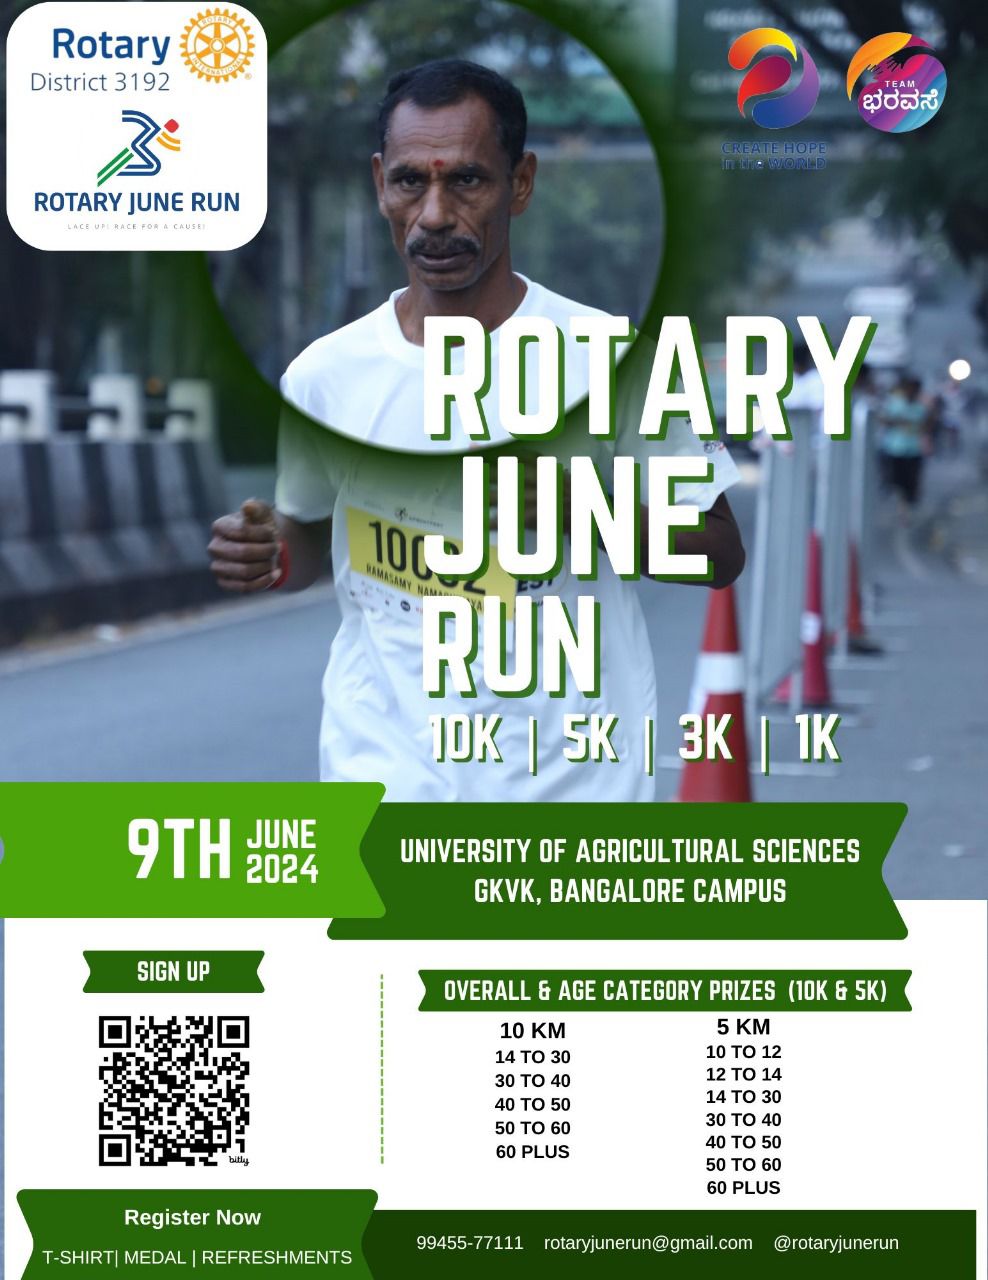 Rotary
District 3192
ROTARY INTERNATIONAL
ROTARY JUNE RUN
LACE UP! RACE FOR A CAUSE!
CREATE HOPE
in the WORLD
TEAM
ಭರವಸೆ
ROTARY
JUNE
RUN
10K | 5K | 3K | 1K
9TH JUNE
2024
UNIVERSITY OF AGRICULTURAL SCIENCES
GKVK, BANGALORE CAMPUS
SIGN UP
bitly
OVERALL & AGE CATEGORY PRIZES (10K & 5K)
10 KM
14 TO 30
30 TO 40
40 TO 50
50 TO 60
60 PLUS
5 KM
10 TO 12
12 TO 14
14 TO 30
30 TO 40
40 TO 50
50 TO 60
60 PLUS
Register Now
T-SHIRT| MEDAL | REFRESHMENTS
99455-77111 rotaryjunerun@gmail.com @rotaryjunerun